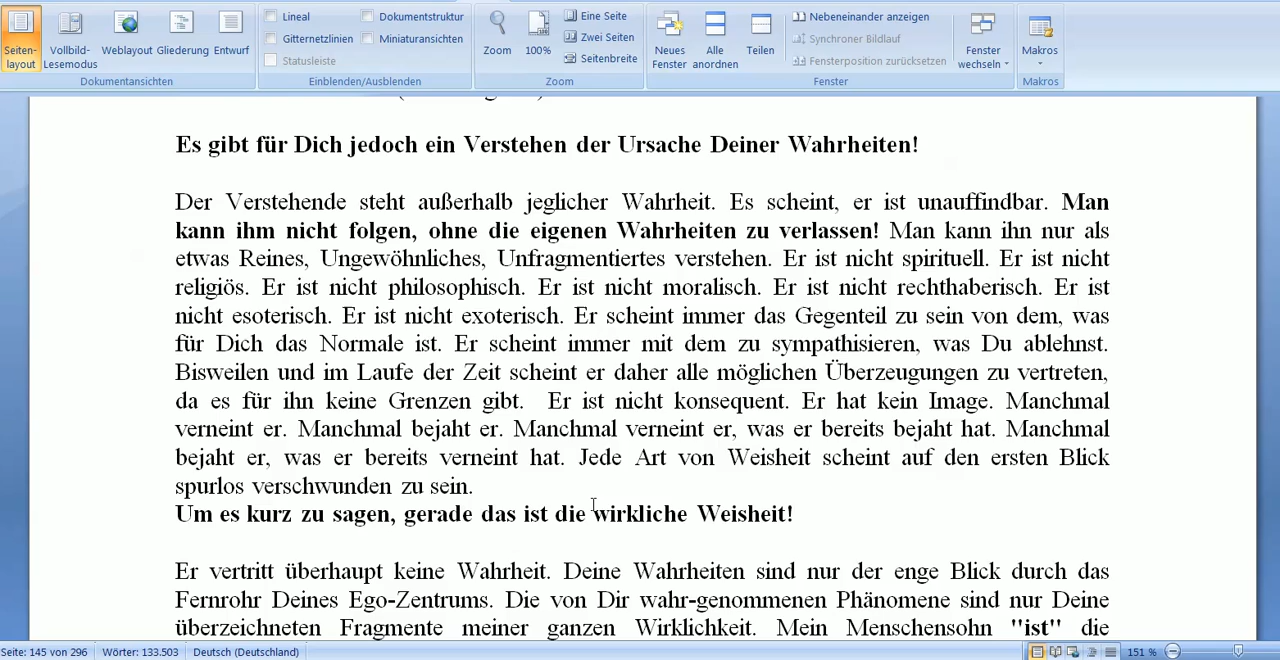 Lineal
Dokumentstruktur
Eine Seite
Nebeneinander anzeigen
Gitternetzlinien
Miniaturansichten
Zwei Seiten
Synchroner Bildlauf
Seiten-
layout
Vollbild-
Lesemodus
Weblayout
Gliederung
Entwurf
Statusleiste
Zoom
100%
Seitenbreite
Neues
Fenster
Alle
anordnen
Teilen
Fensterposition zurücksetzen
Fenster
wechseln
Makros
Dokumentansichten
Einblenden/Ausblenden
Zoom
Fenster
Makros
Es gibt für Dich jedoch ein Verstehen der Ursache Deiner Wahrheiten!
Der Verstehende steht außerhalb jeglicher Wahrheit. Es scheint, er ist unauffindbar. Man
kann ihm nicht folgen, ohne die eigenen Wahrheiten zu verlassen! Man kann ihn nur als
etwas Reines, Ungewöhnliches, Unfragmentiertes verstehen. Er ist nicht spirituell. Er ist nicht
religiös. Er ist nicht philosophisch. Er ist nicht moralisch. Er ist nicht rechthaberisch. Er ist
nicht esoterisch. Er ist nicht exoterisch. Er scheint immer das Gegenteil zu sein von dem, was
für Dich das Normale ist. Er scheint immer mit dem zu sympathisieren, was Du ablehnst.
Bisweilen und im Laufe der Zeit scheint er daher alle möglichen Überzeugungen zu vertreten,
da es für ihn keine Grenzen gibt. Er ist nicht konsequent. Er hat kein Image. Manchmal
verneint er. Manchmal bejaht er. Manchmal verneint er, was er bereits bejaht hat. Manchmal
bejaht er, was er bereits verneint hat. Jede Art von Weisheit scheint auf den ersten Blick
spurlos verschwunden zu sein.
Um es kurz zu sagen, gerade das ist die wirkliche Weisheit!
Er vertritt überhaupt keine Wahrheit. Deine Wahrheiten sind nur der enge Blick durch das
Fernrohr Deines Ego-Zentrums. Die von Dir wahr-genommenen Phänomene sind nur Deine
überzeichneten Fragmente meiner ganzen Wirklichkeit. Mein Menschensohn "ist" die
Seite: 145 von 296
Wörter: 133.503
Deutsch (Deutschland)
151 %